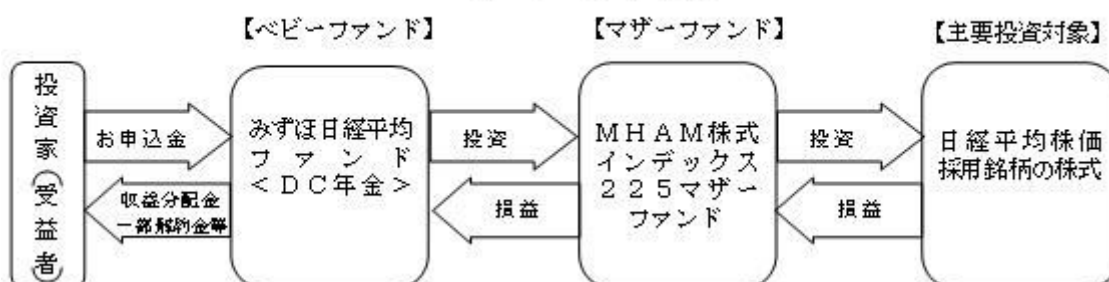 【ベビーファンド】
【マザーファンド】
【主要投資対象】
投資家(受益者)
お申込金
収益分配金
一部解約金等
みずほ日経平均
ファンド
＜ＤＣ年金＞
投資
損益
ＭＨＡＭ株式
インデックス
２２５マザー
ファンド
投資
損益
日経平均株価
採用銘柄の株式